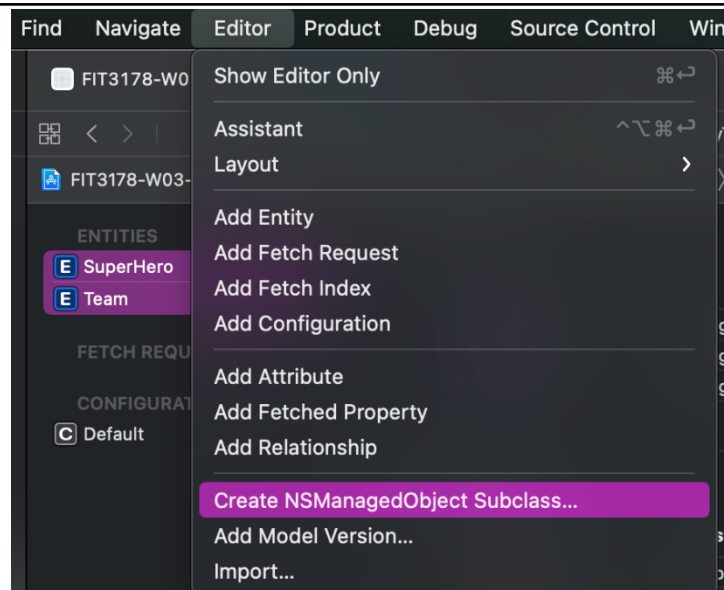 Find Navigate Editor Product Debug Source Control Win
FIT3178-W0 Show Editor Only ⌘↩
Assistant ^⌥⌘↩
Layout >
FIT3178-W03-
ENTITIES
Add Entity
E SuperHero
Add Fetch Request
E Team
Add Fetch Index
Add Configuration
FETCH REQU
Add Attribute
CONFIGURAT
Add Fetched Property
C Default
Add Relationship
Create NSManagedObject Subclass...
Add Model Version...
Import...